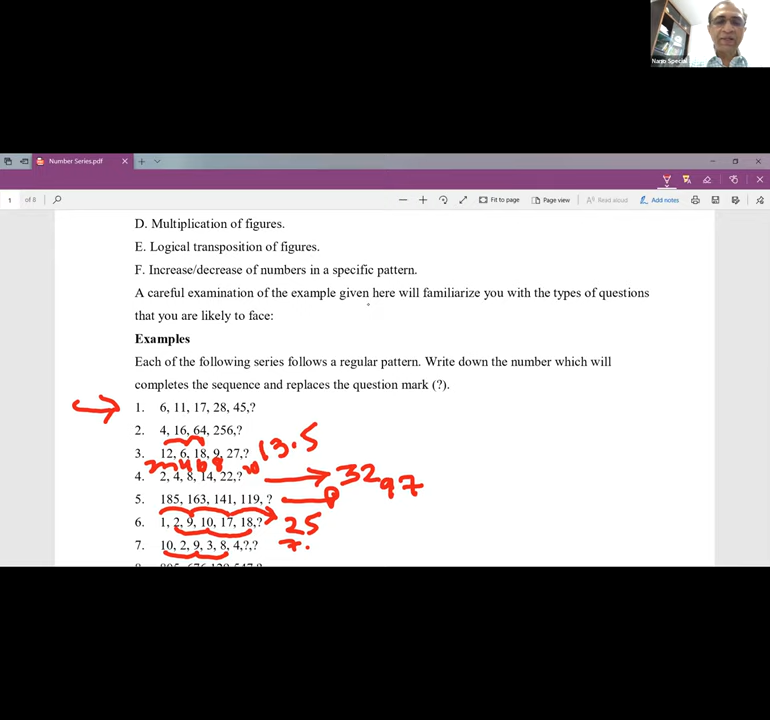 Nano Special
Number Series.pdf
1 of 8
Fit to page
Page view
Read aloud
Add notes
D. Multiplication of figures.
E. Logical transposition of figures.
F. Increase/decrease of numbers in a specific pattern.
A careful examination of the example given here will familiarize you with the types of questions
that you are likely to face:
Examples
Each of the following series follows a regular pattern. Write down the number which will
completes the sequence and replaces the question mark (?).
1. 6, 11, 17, 28, 45,?
2. 4, 16, 64, 256,?
3. 12, 6, 18, 9, 27,? 13.5
4. 2, 4, 8, 14, 22,? 32
5. 185, 163, 141, 119, ? 97
6. 1, 2, 9, 10, 17, 18,? 25
7. 10, 2, 9, 3, 8, 4,?,? 7.